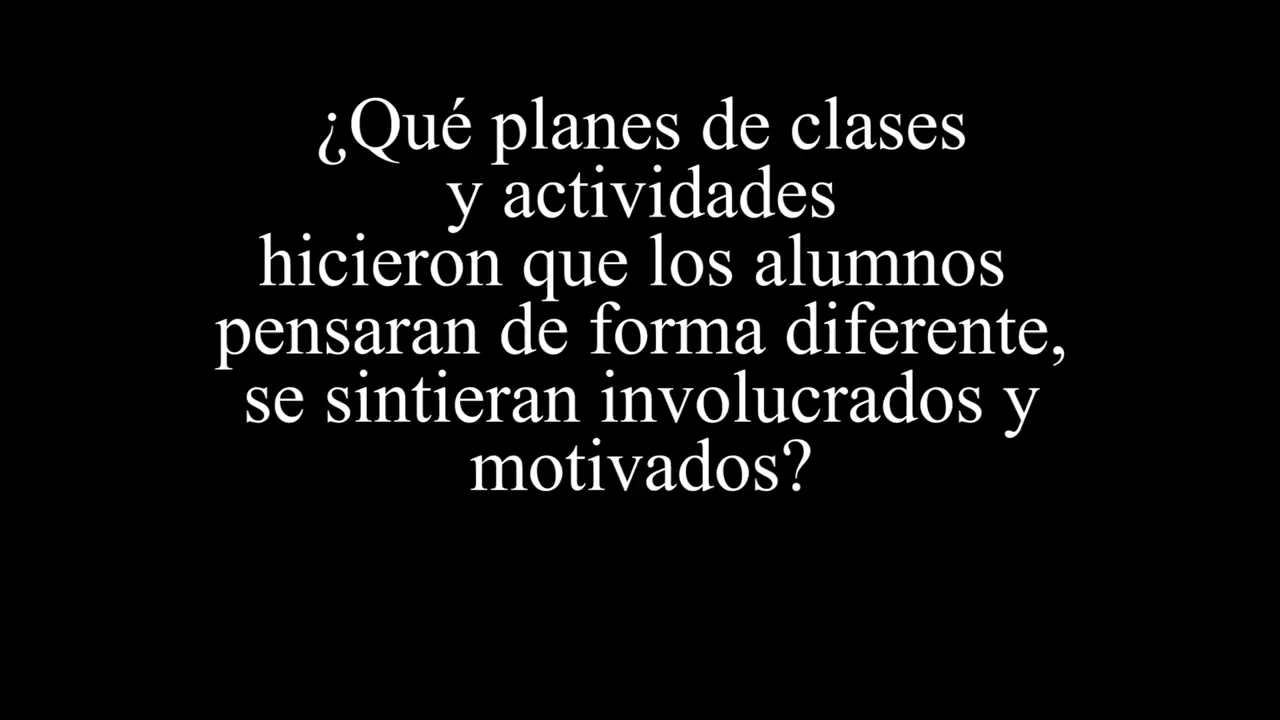 ¿Qué planes de clases
y actividades
hicieron que los alumnos
pensaran de forma diferente,
se sintieran involucrados y
motivados?